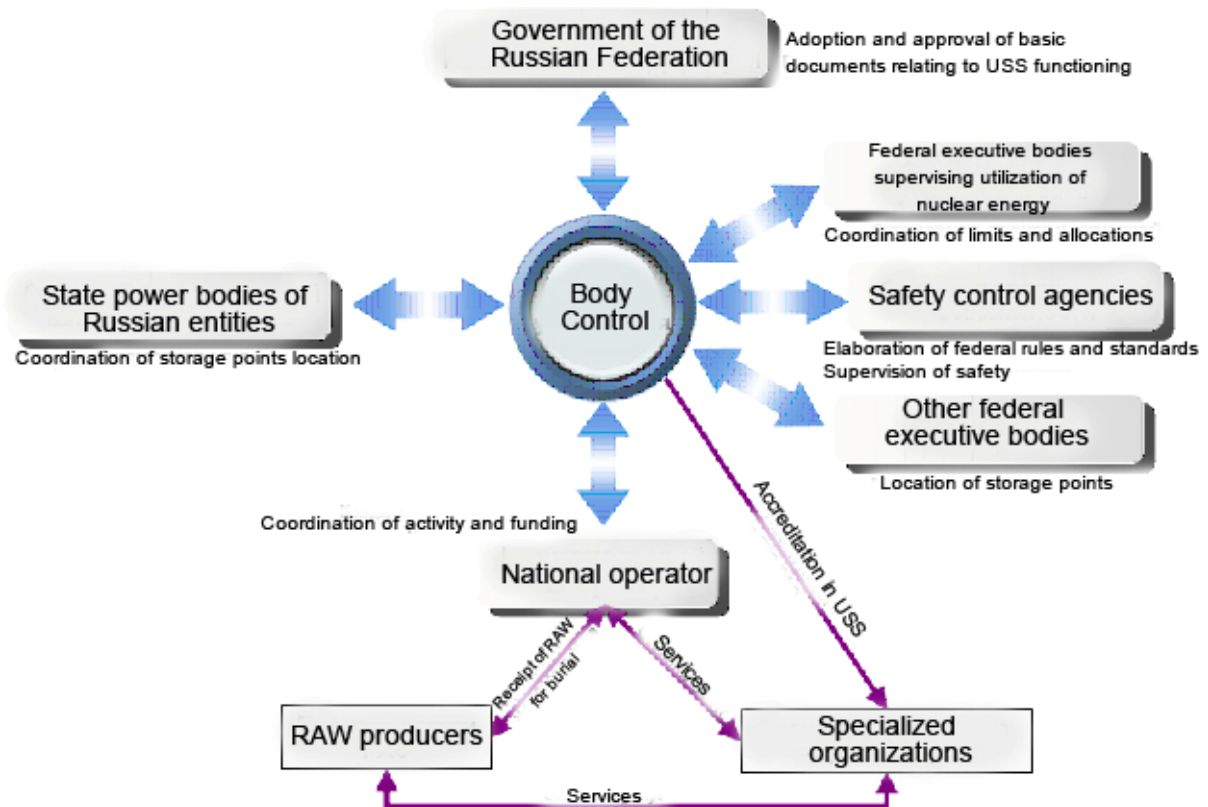 Government of the
Russian Federation
Adoption and approval of basic
documents relating to USS functioning
Federal executive bodies
supervising utilization of
nuclear energy
Coordination of limits and allocations
State power bodies of
Russian entities
Coordination of storage points location
Body
Control
Safety control agencies
Elaboration of federal rules and standards
Supervision of safety
Other federal
executive bodies
Location of storage points
Coordination of activity and funding
National operator
Accreditation in USS
Receipt of RAW
for burial
Services
RAW producers
Specialized
organizations
Services